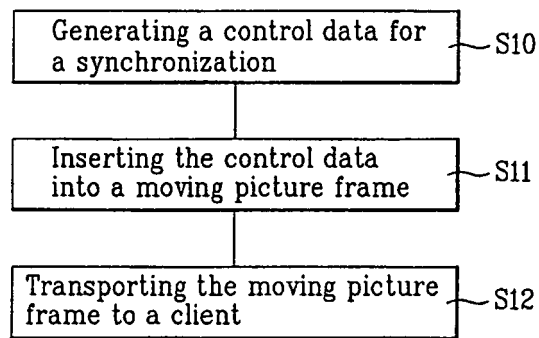 Generating a control data for
a synchronization
S10
Inserting the control data
into a moving picture frame
S11
Transporting the moving picture
frame to a client
S12